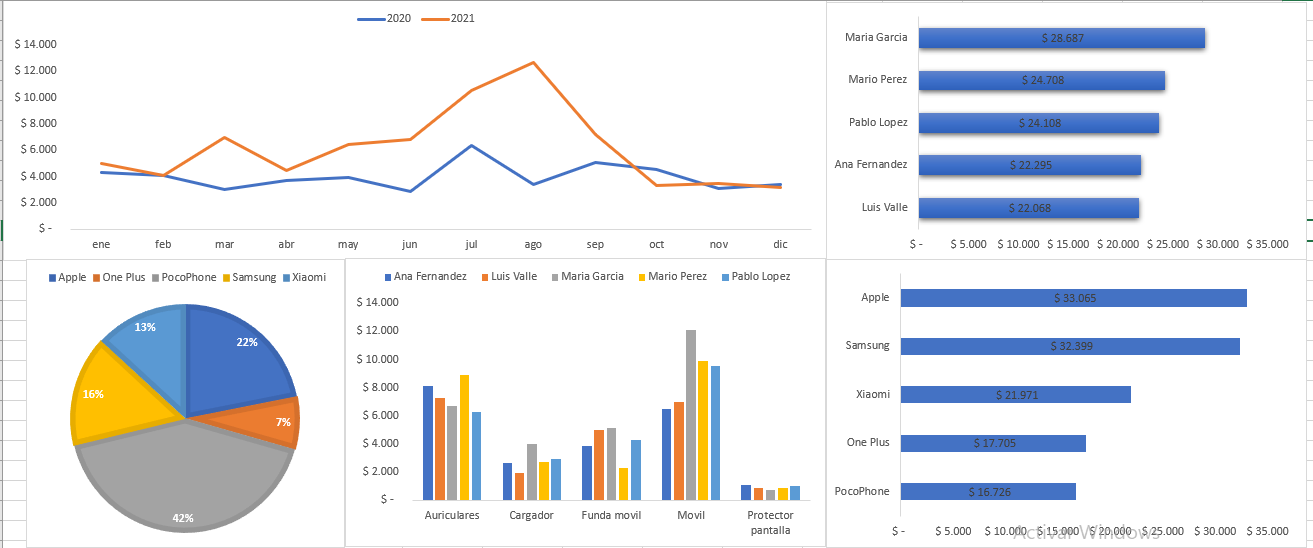 2020 2021
$ 14.000
$ 12.000
$ 10.000
$ 8.000
$ 6.000
$ 4.000
$ 2.000
$ -
ene feb mar abr may jun jul ago sep oct nov dic
Maria Garcia $ 28.687
Mario Perez $ 24.708
Pablo Lopez $ 24.108
Ana Fernandez $ 22.295
Luis Valle $ 22.068
$ - $ 5.000 $ 10.000 $ 15.000 $ 20.000 $ 25.000 $ 30.000 $ 35.000
Apple One Plus PocoPhone Samsung Xiaomi
13%
22%
16%
7%
42%
Ana Fernandez Luis Valle Maria Garcia Mario Perez Pablo Lopez
$ 14.000
$ 12.000
$ 10.000
$ 8.000
$ 6.000
$ 4.000
$ 2.000
$ -
Auriculares Cargador Funda movil Movil Protector
pantalla
Apple $ 33.065
Samsung $ 32.399
Xiaomi $ 21.971
One Plus $ 17.705
PocoPhone $ 16.726
$ - $ 5.000 $ 10.000 $ 15.000 $ 20.000 $ 25.000 $ 30.000 $ 35.000
Activar Windows